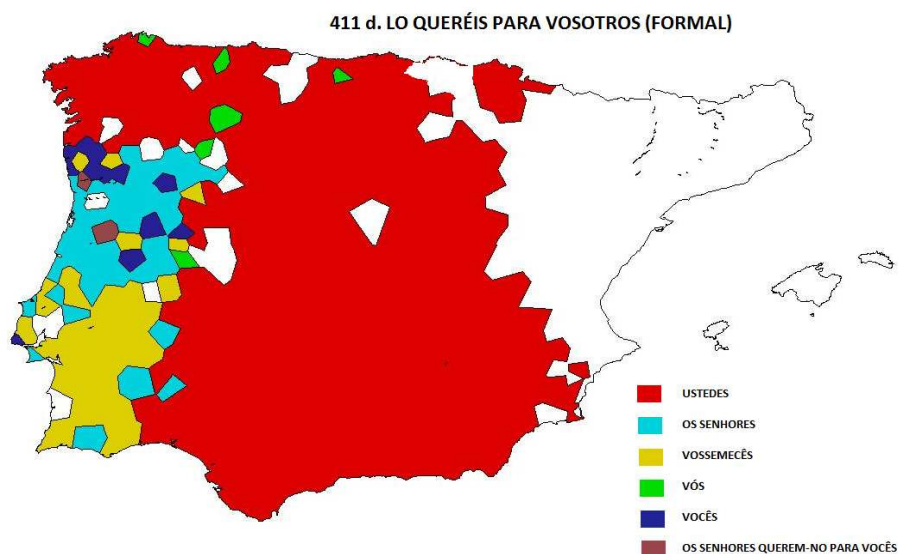 411 d. LO QUERÉIS PARA VOSOTROS (FORMAL)
USTEDES
OS SENHORES
VOSSEMECÊS
VÓS
VOCÊS
OS SENHORES QUEREM-NO PARA VOCÊS